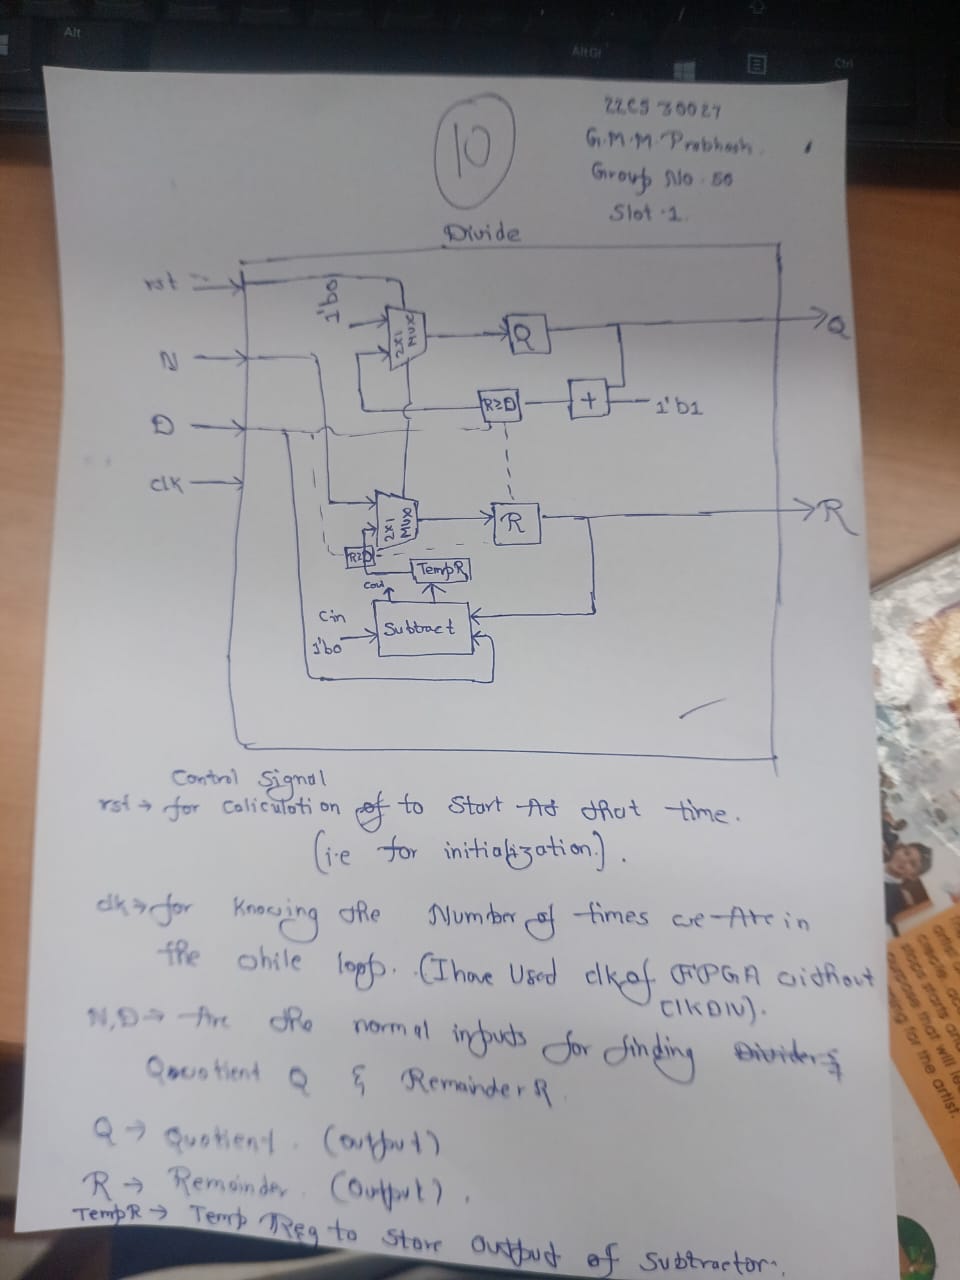 Alt
Alt Gr
Ctrl
10
22CS30027
G.M.M. Prabhash
Group No. 50
Slot-1.
Divide
rst
N
D
clk
1'b0
2x1 MUX
Q
Q
R≥D
+
1'b1
2x1 MUX
R
R
R≥D
TempR
Cout
Cin
1'b0
Subtract
Control Signal
rst → for caliculation to Start At that time.
(i.e for initialization).
clk → for Knowing the Number of times we Are in
the while loop. (I have Used clk of FPGA without
ClkDIV).
N,D → Are the normal inputs for finding
Qouotient Q & Remainder R.
Q → Quotient. (output)
R → Remainder. (Output).
TempR → Temp Reg to Store Output of Subtractor.
the artist.